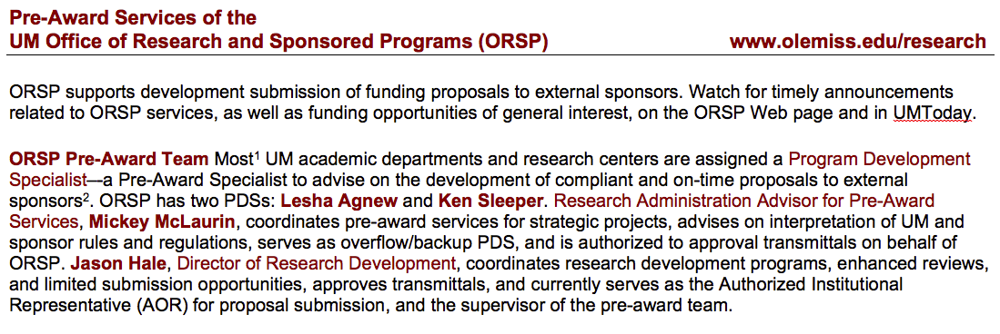 Pre-Award Services of the
UM Office of Research and Sponsored Programs (ORSP) www.olemiss.edu/research
ORSP supports development submission of funding proposals to external sponsors. Watch for timely announcements
related to ORSP services, as well as funding opportunities of general interest, on the ORSP Web page and in UMToday.
ORSP Pre-Award Team Most¹ UM academic departments and research centers are assigned a Program Development
Specialist—a Pre-Award Specialist to advise on the development of compliant and on-time proposals to external
sponsors². ORSP has two PDSs: Lesha Agnew and Ken Sleeper. Research Administration Advisor for Pre-Award
Services, Mickey McLaurin, coordinates pre-award services for strategic projects, advises on interpretation of UM and
sponsor rules and regulations, serves as overflow/backup PDS, and is authorized to approval transmittals on behalf of
ORSP. Jason Hale, Director of Research Development, coordinates research development programs, enhanced reviews,
and limited submission opportunities, approves transmittals, and currently serves as the Authorized Institutional
Representative (AOR) for proposal submission, and the supervisor of the pre-award team.